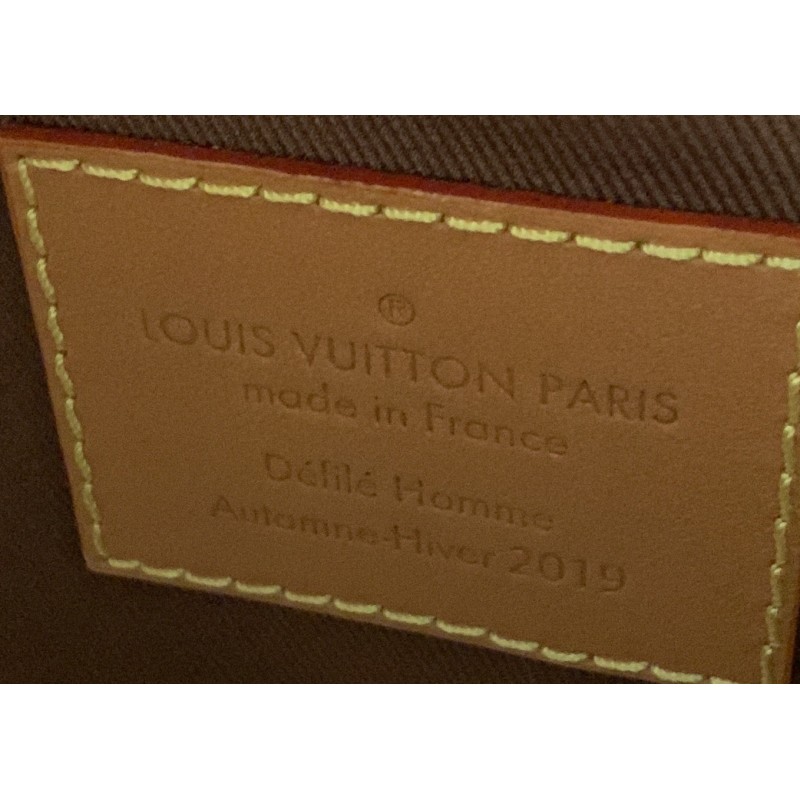 ®
LOUIS VUITTON PARIS
made in France
Défilé Homme
Automne-Hiver 2019